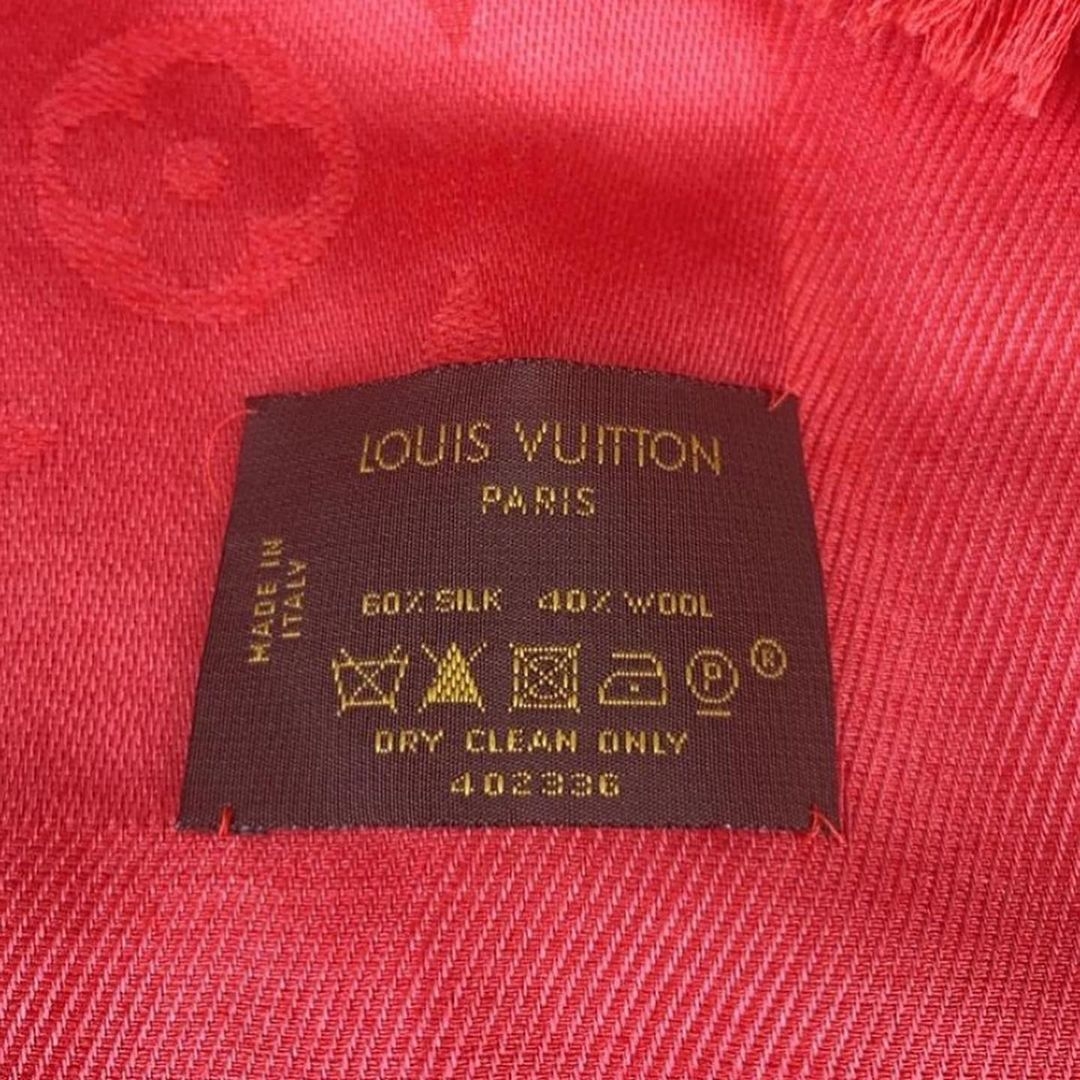 LOUIS VUITTON
PARIS
MADE IN
ITALY
60% SILK 40% WOOL
P ®
DRY CLEAN ONLY
402336